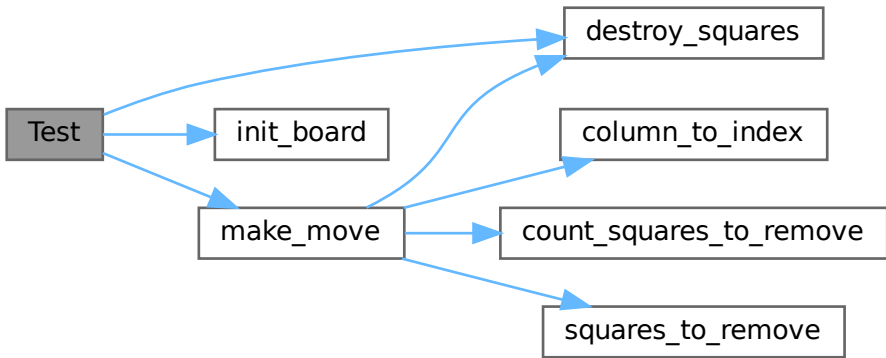 destroy_squares
Test
init_board
column_to_index
make_move
count_squares_to_remove
squares_to_remove